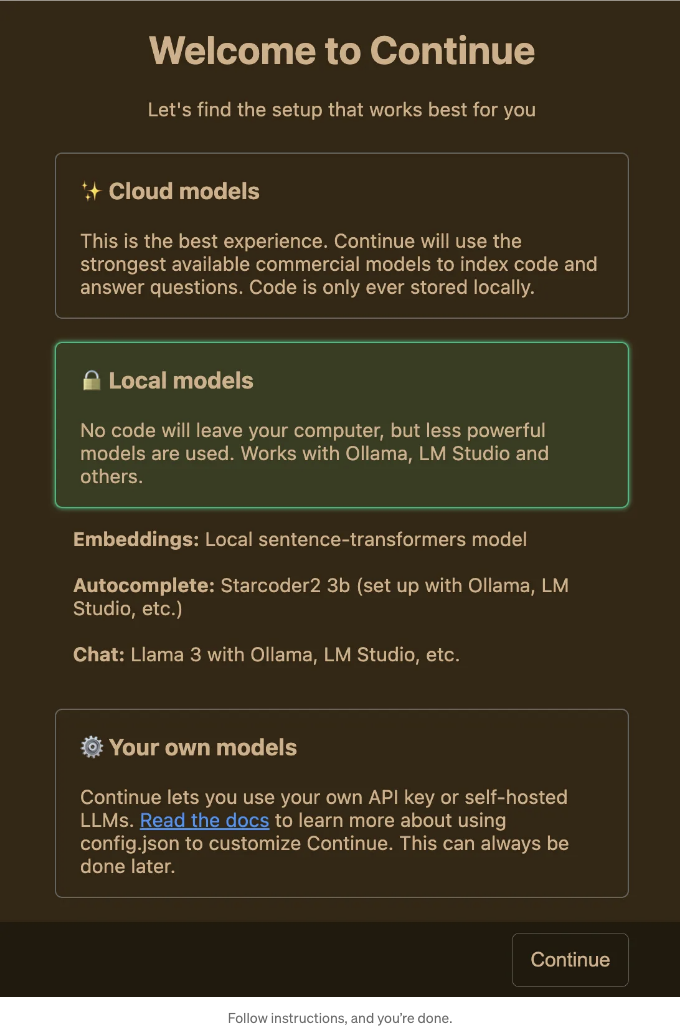 Welcome to Continue
Let's find the setup that works best for you
✨ Cloud models
This is the best experience. Continue will use the
strongest available commercial models to index code and
answer questions. Code is only ever stored locally.
🔒 Local models
No code will leave your computer, but less powerful
models are used. Works with Ollama, LM Studio and
others.
Embeddings: Local sentence-transformers model
Autocomplete: Starcoder2 3b (set up with Ollama, LM
Studio, etc.)
Chat: Llama 3 with Ollama, LM Studio, etc.
⚙️ Your own models
Continue lets you use your own API key or self-hosted
LLMs. Read the docs to learn more about using
config.json to customize Continue. This can always be
done later.
Continue
Follow instructions, and you’re done.